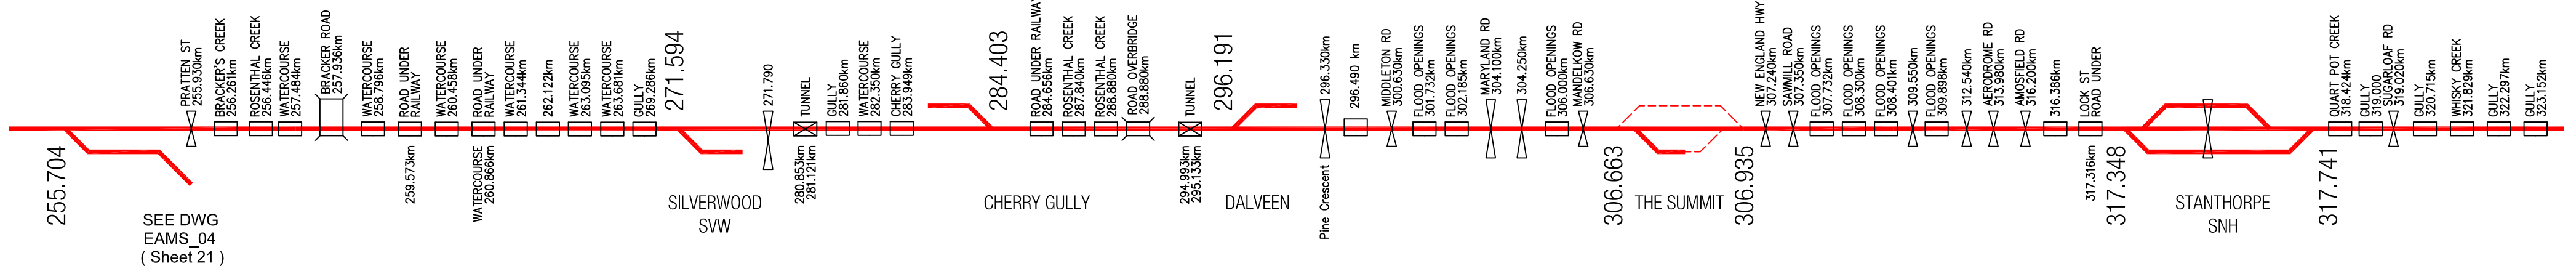 255.704
SEE DWG
EAMS_04
( Sheet 21 )
PRATTEN ST
255.930km
BRACKER'S CREEK
256.261km
ROSENTHAL CREEK
256.446km
WATERCOURSE
257.484km
BRACKER ROAD
257.936km
WATERCOURSE
258.796km
ROAD UNDER
RAILWAY
259.573km
WATERCOURSE
260.458km
ROAD UNDER
RAILWAY
WATERCOURSE
260.866km
WATERCOURSE
261.344km
262.122km
WATERCOURSE
263.095km
WATERCOURSE
263.681km
GULLY
269.286km
271.594
SILVERWOOD
SVW
271.790
TUNNEL
280.853km
281.121km
GULLY
281.860km
WATERCOURSE
282.350km
CHERRY GULLY
283.949km
284.403
CHERRY GULLY
ROAD UNDER RAILWAY
284.656km
ROSENTHAL CREEK
287.840km
ROSENTHAL CREEK
288.880km
ROAD OVERBRIDGE
288.880km
TUNNEL
294.993km
295.133km
296.191
DALVEEN
296.330km
Pine Crescent
296.490 km
MIDDLETON RD
300.630km
FLOOD OPENINGS
301.732km
FLOOD OPENINGS
302.185km
MARYLAND RD
304.100km
304.250km
FLOOD OPENINGS
306.000km
MANDELKOW RD
306.630km
306.663
THE SUMMIT
306.935
NEW ENGLAND HWY
307.240km
SAWMILL ROAD
307.350km
FLOOD OPENINGS
307.732km
FLOOD OPENINGS
308.300km
FLOOD OPENINGS
308.401km
309.550km
FLOOD OPENINGS
309.898km
312.540km
AERODROME RD
313.980km
AMOSFIELD RD
316.200km
316.386km
LOCK ST
ROAD UNDER
317.316km
317.348
STANTHORPE
SNH
317.741
QUART POT CREEK
318.424km
GULLY
319.000
SUGARLOAF RD
319.020km
GULLY
320.715km
WHISKY CREEK
321.829km
GULLY
322.297km
GULLY
323.152km